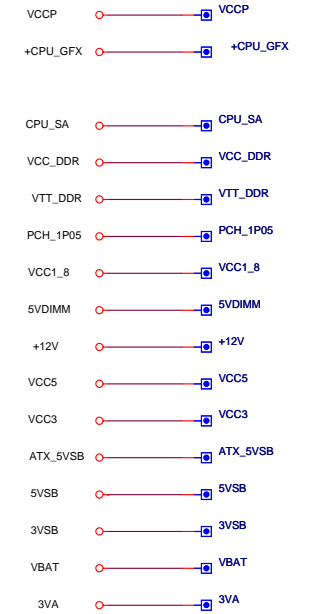 VCCP VCCP
+CPU_GFX +CPU_GFX
CPU_SA CPU_SA
VCC_DDR VCC_DDR
VTT_DDR VTT_DDR
PCH_1P05 PCH_1P05
VCC1_8 VCC1_8
5VDIMM 5VDIMM
+12V +12V
VCC5 VCC5
VCC3 VCC3
ATX_5VSB ATX_5VSB
5VSB 5VSB
3VSB 3VSB
VBAT VBAT
3VA 3VA